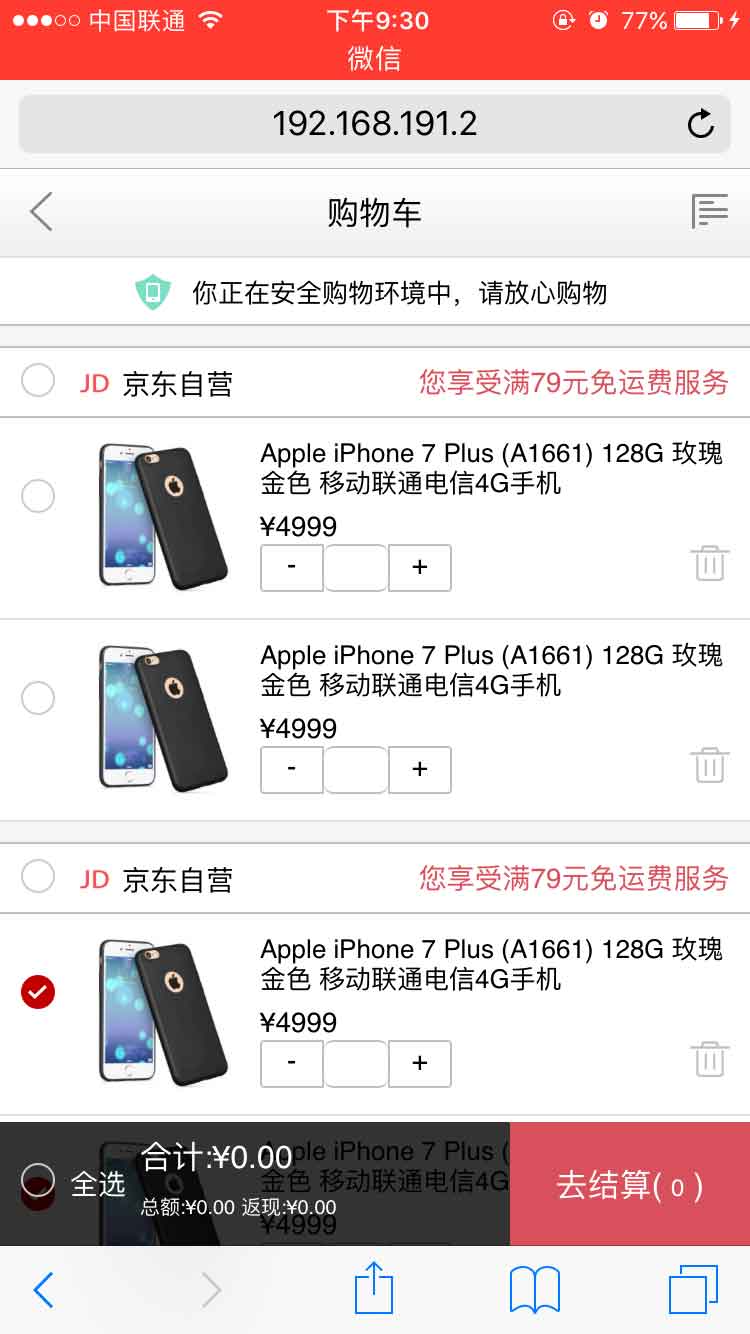 中国联通 下午9:30 77%
微信
192.168.191.2
购物车
你正在安全购物环境中，请放心购物
JD 京东自营 您享受满79元免运费服务
Apple iPhone 7 Plus (A1661) 128G 玫瑰
金色 移动联通电信4G手机
¥4999
- +
Apple iPhone 7 Plus (A1661) 128G 玫瑰
金色 移动联通电信4G手机
¥4999
- +
JD 京东自营 您享受满79元免运费服务
Apple iPhone 7 Plus (A1661) 128G 玫瑰
金色 移动联通电信4G手机
¥4999
- +
Apple iPhone 7 Plus (
金色 移动联通电信4G
¥4999
全选 合计:¥0.00
总额:¥0.00 返现:¥0.00
去结算( 0 )